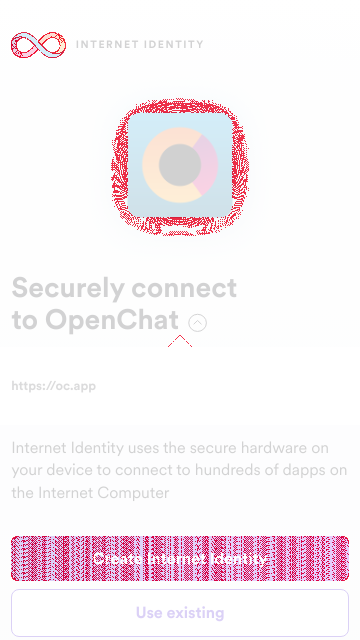 INTERNET IDENTITY
Securely connect
to OpenChat
https://oc.app
Internet Identity uses the secure hardware on
your device to connect to hundreds of dapps on
the Internet Computer
Create Internet Identity
Use existing